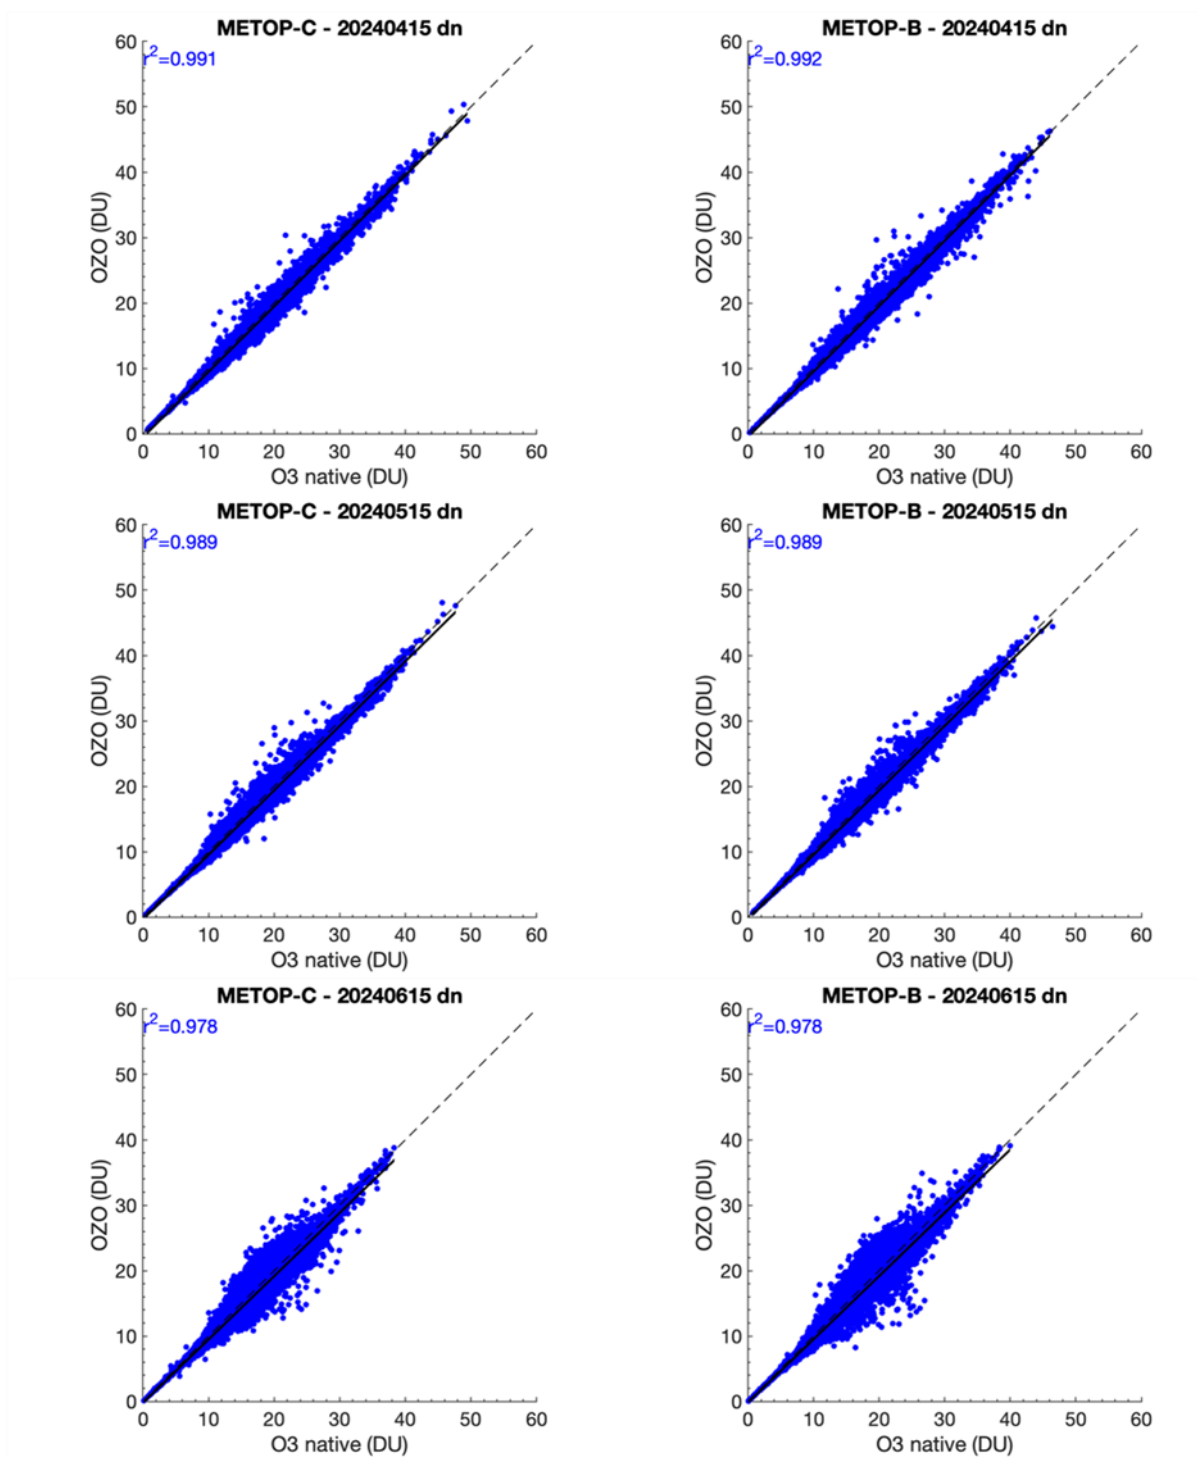 METOP-C - 20240415 dn
r²=0.991
60
50
40
30
20
10
0
OZO (DU)
0 10 20 30 40 50 60
O3 native (DU)
METOP-B - 20240415 dn
r²=0.992
60
50
40
30
20
10
0
OZO (DU)
0 10 20 30 40 50 60
O3 native (DU)
METOP-C - 20240515 dn
r²=0.989
60
50
40
30
20
10
0
OZO (DU)
0 10 20 30 40 50 60
O3 native (DU)
METOP-B - 20240515 dn
r²=0.989
60
50
40
30
20
10
0
OZO (DU)
0 10 20 30 40 50 60
O3 native (DU)
METOP-C - 20240615 dn
r²=0.978
60
50
40
30
20
10
0
OZO (DU)
0 10 20 30 40 50 60
O3 native (DU)
METOP-B - 20240615 dn
r²=0.978
60
50
40
30
20
10
0
OZO (DU)
0 10 20 30 40 50 60
O3 native (DU)